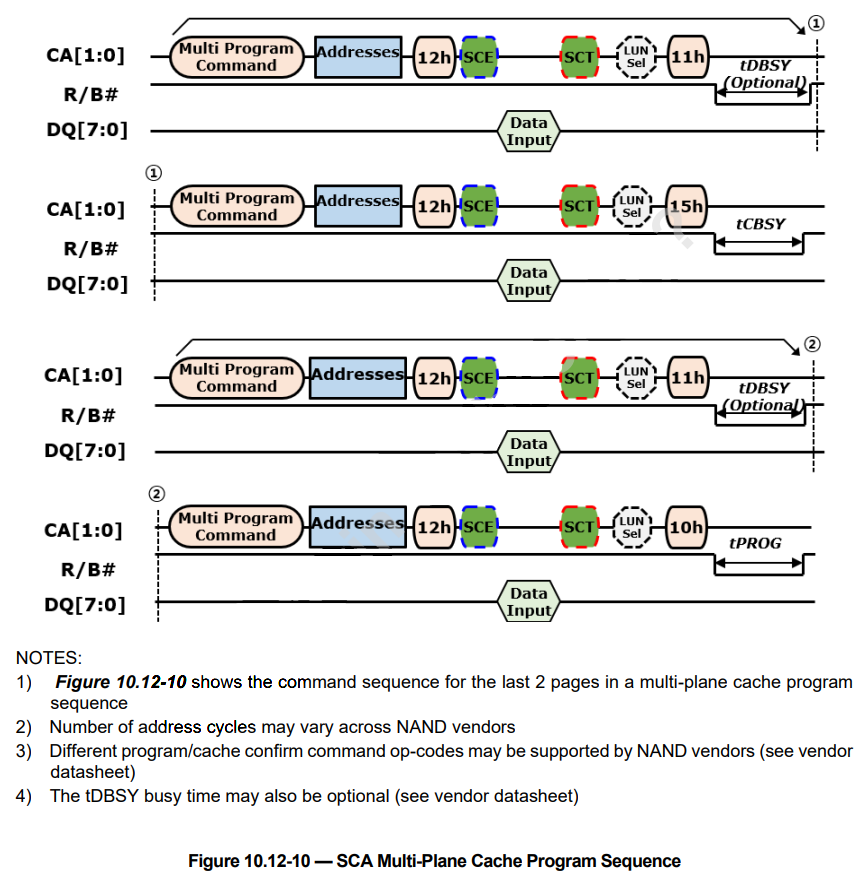 ①
CA[1:0] Multi Program Command Addresses 12h SCE SCT LUN Sel 11h tDBSY (Optional)
R/B#
DQ[7:0] Data Input
①
CA[1:0] Multi Program Command Addresses 12h SCE SCT LUN Sel 15h tCBSY
R/B#
DQ[7:0] Data Input
②
CA[1:0] Multi Program Command Addresses 12h SCE SCT LUN Sel 11h tDBSY (Optional)
R/B#
DQ[7:0] Data Input
②
CA[1:0] Multi Program Command Addresses 12h SCE SCT LUN Sel 10h tPROG
R/B#
DQ[7:0] Data Input
NOTES:
1) Figure 10.12-10 shows the command sequence for the last 2 pages in a multi-plane cache program
sequence
2) Number of address cycles may vary across NAND vendors
3) Different program/cache confirm command op-codes may be supported by NAND vendors (see vendor
datasheet)
4) The tDBSY busy time may also be optional (see vendor datasheet)
Figure 10.12-10 — SCA Multi-Plane Cache Program Sequence